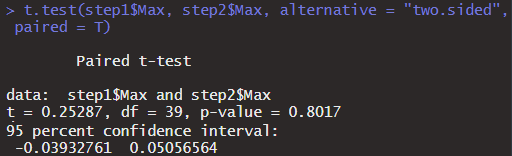 > t.test(step1$Max, step2$Max, alternative = "two.sided",
paired = T)
Paired t-test
data:  step1$Max and step2$Max
t = 0.25287, df = 39, p-value = 0.8017
95 percent confidence interval:
-0.03932761  0.05056564